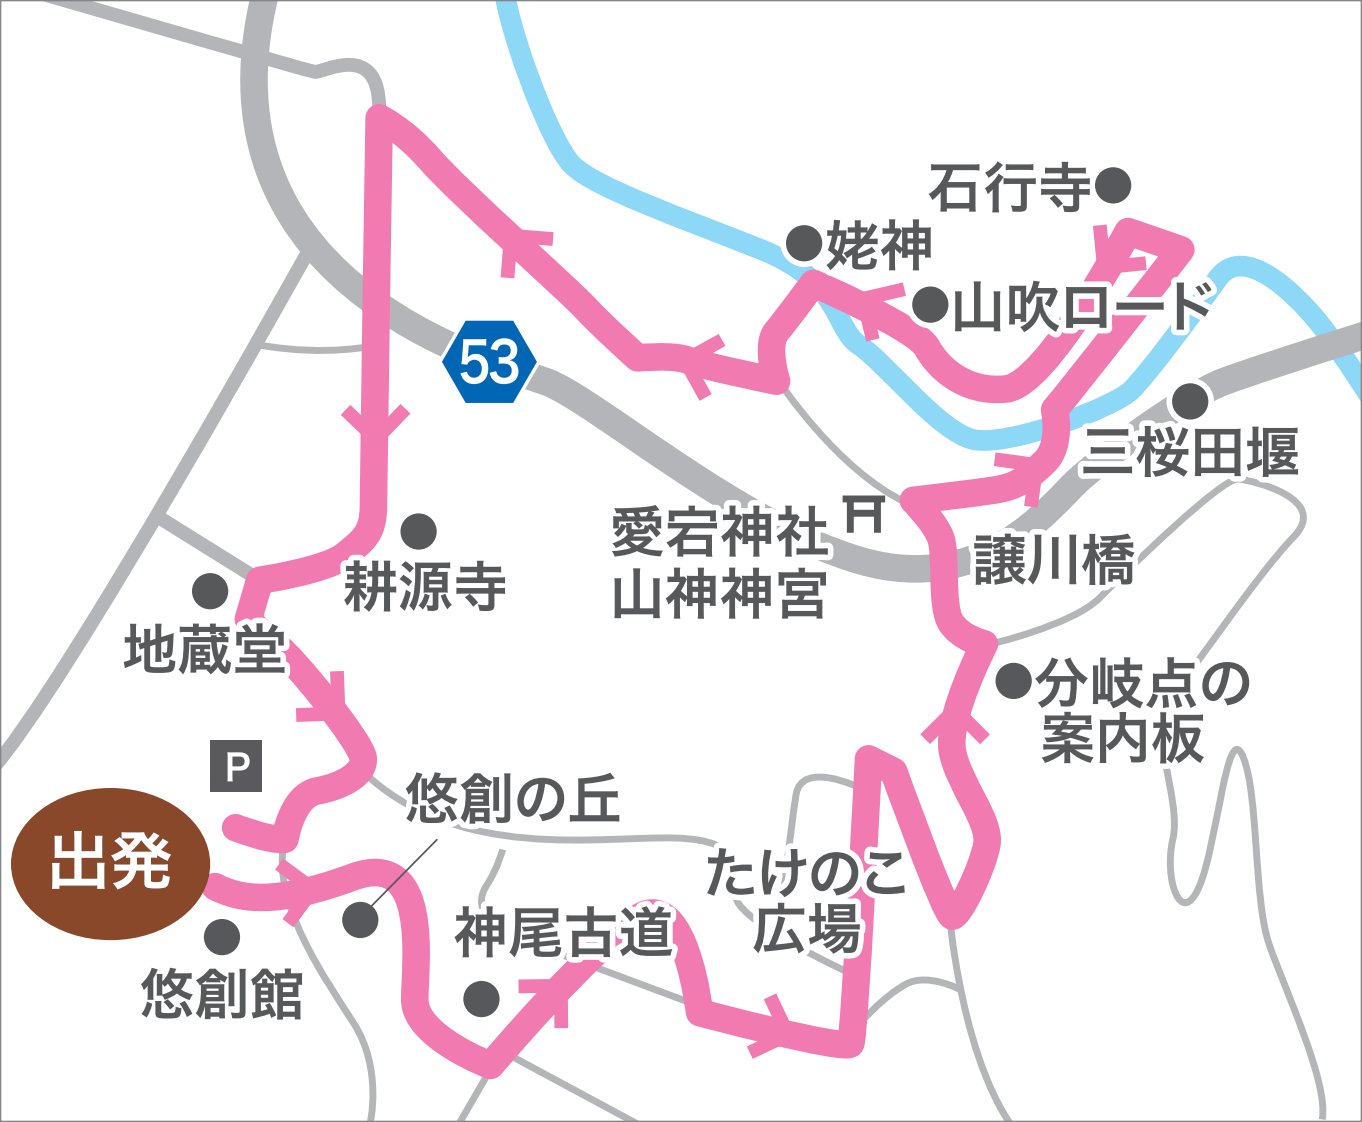 石行寺
姥神
山吹ロード
53
三桜田堰
愛宕神社
山神神宮
譲川橋
耕源寺
地蔵堂
分岐点の
案内板
P
悠創の丘
出発
たけのこ
広場
神尾古道
悠創館